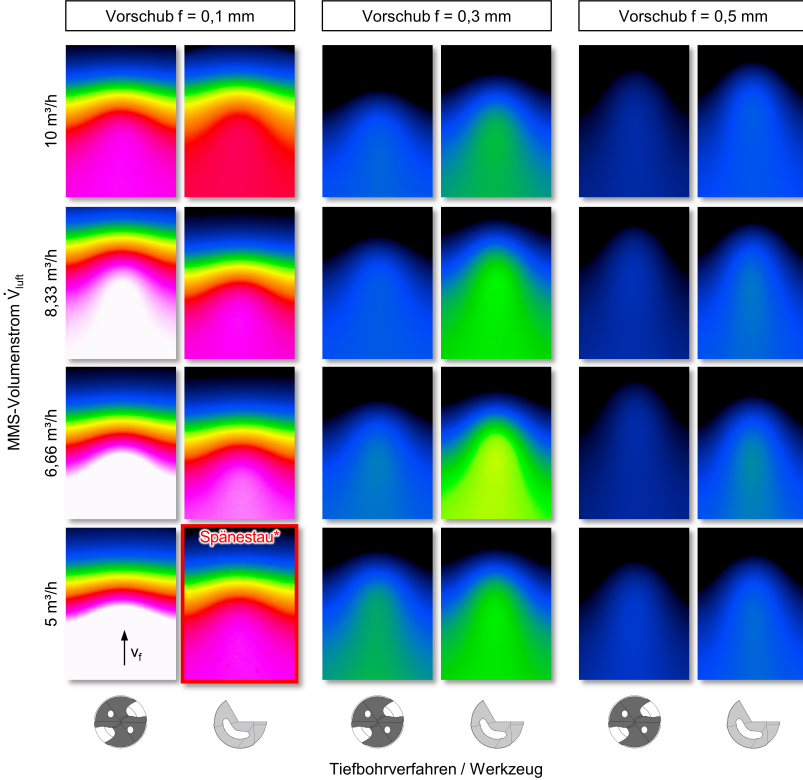 Vorschub f = 0,1 mm
Vorschub f = 0,3 mm
Vorschub f = 0,5 mm
MMS-Volumenstrom V̇luft
10 m³/h
8,33 m³/h
6,66 m³/h
5 m³/h
Spänestau*
vf
Tiefbohrverfahren / Werkzeug